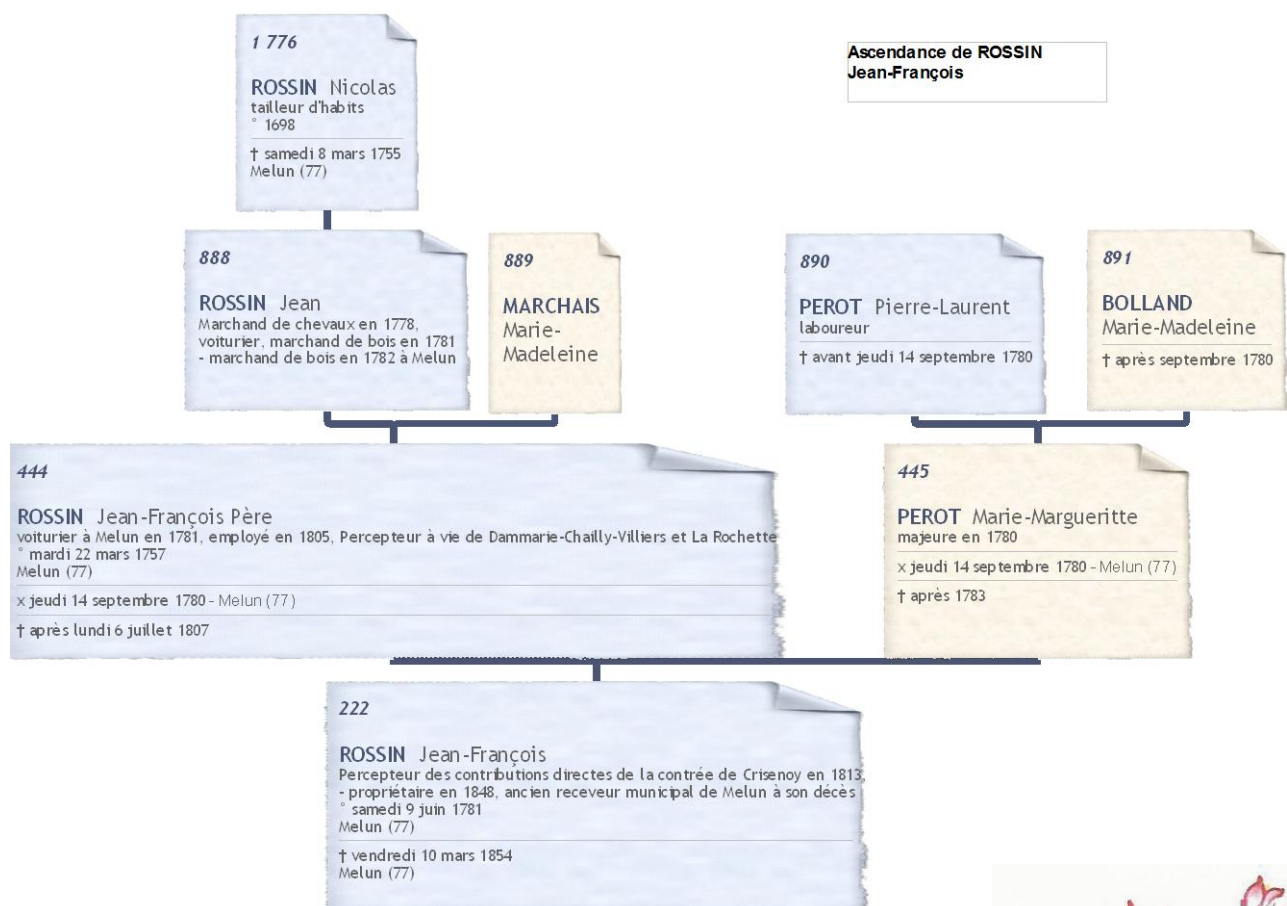 1 776
ROSSIN Nicolas
tailleur d'habits
° 1698
† samedi 8 mars 1755
Melun (77)
Ascendance de ROSSIN
Jean-François
888
ROSSIN Jean
Marchand de chevaux en 1778,
voiturier, marchand de bois en 1781
- marchand de bois en 1782 à Melun
889
MARCHAIS
Marie-
Madeleine
890
PEROT Pierre-Laurent
laboureur
† avant jeudi 14 septembre 1780
891
BOLLAND
Marie-Madeleine
† après septembre 1780
444
ROSSIN Jean-François Père
voiturier à Melun en 1781, employé en 1805, Percepteur à vie de Dammarie-Chailly-Villiers et La Rochette
° mardi 22 mars 1757
Melun (77)
x jeudi 14 septembre 1780 - Melun (77)
† après lundi 6 juillet 1807
445
PEROT Marie-Margueritte
majeure en 1780
x jeudi 14 septembre 1780 - Melun (77)
† après 1783
222
ROSSIN Jean-François
Percepteur des contributions directes de la contrée de Crisenoy en 1813,
- propriétaire en 1848, ancien receveur municipal de Melun à son décès
° samedi 9 juin 1781
Melun (77)
† vendredi 10 mars 1854
Melun (77)